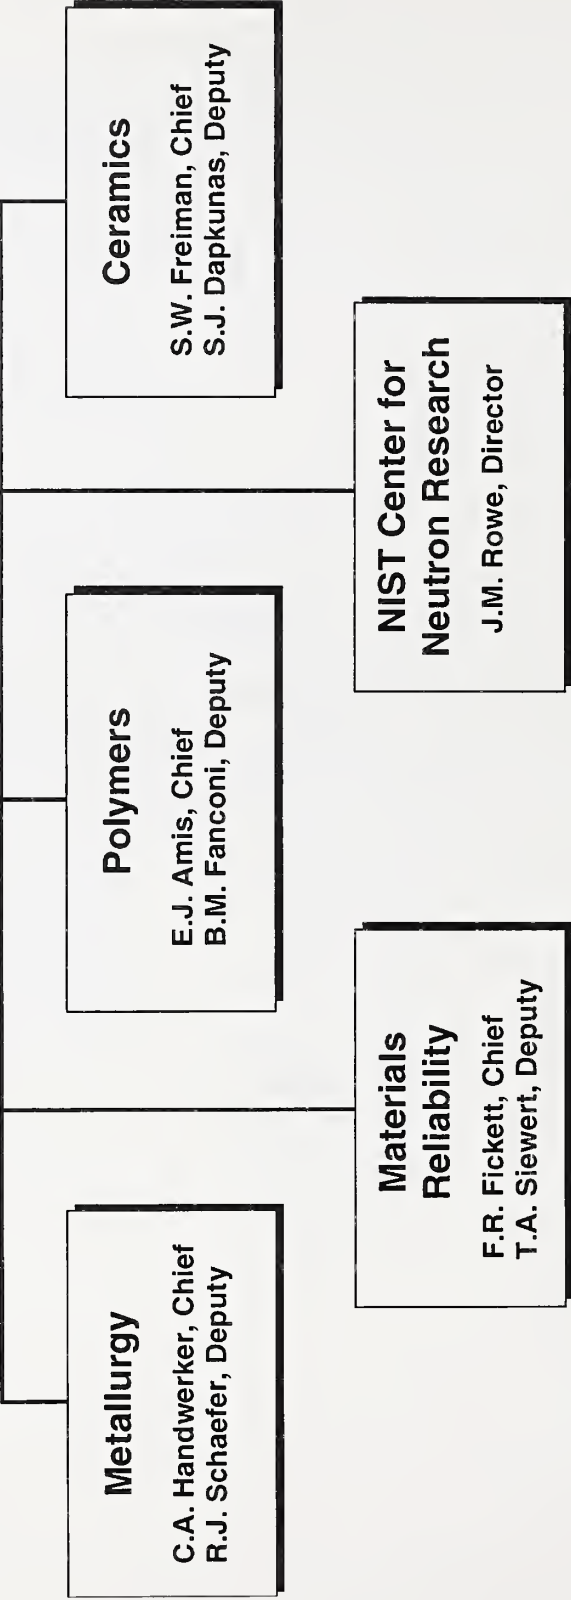 Metallurgy
C.A. Handwerker, Chief
R.J. Schaefer, Deputy
Polymers
E.J. Amis, Chief
B.M. Fanconi, Deputy
Ceramics
S.W. Freiman, Chief
S.J. Dapkunas, Deputy
Materials
Reliability
F.R. Fickett, Chief
T.A. Siewert, Deputy
NIST Center for
Neutron Research
J.M. Rowe, Director